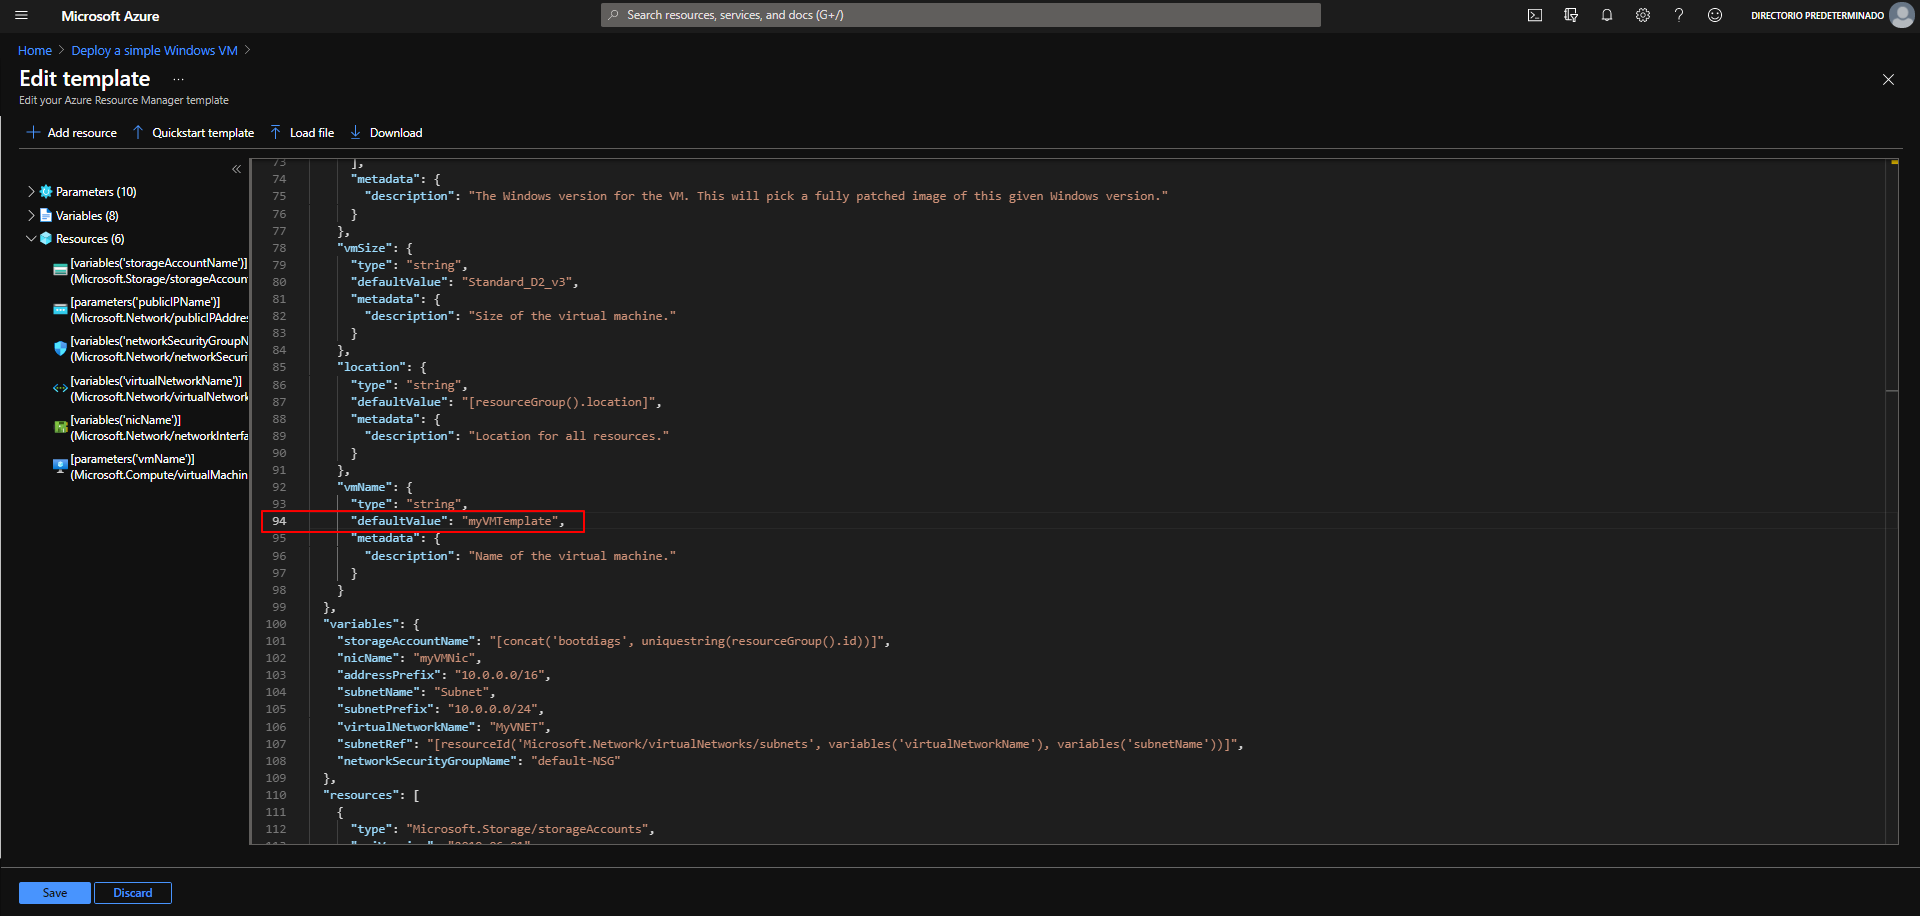 Microsoft Azure
Search resources, services, and docs (G+/)
DIRECTORIO PREDETERMINADO
Home > Deploy a simple Windows VM >
Edit template ...
Edit your Azure Resource Manager template
Add resource
Quickstart template
Load file
Download
Parameters (10)
Variables (8)
Resources (6)
[variables('storageAccountName')]
(Microsoft.Storage/storageAccoun
[parameters('publicIPName')]
(Microsoft.Network/publicIPAddres
[variables('networkSecurityGroupN
(Microsoft.Network/networkSecuri
[variables('virtualNetworkName')]
(Microsoft.Network/virtualNetwork
[variables('nicName')]
(Microsoft.Network/networkInterfa
[parameters('vmName')]
(Microsoft.Compute/virtualMachin
73 ],
74 "metadata": {
75 "description": "The Windows version for the VM. This will pick a fully patched image of this given Windows version."
76 }
77 },
78 "vmSize": {
79 "type": "string",
80 "defaultValue": "Standard_D2_v3",
81 "metadata": {
82 "description": "Size of the virtual machine."
83 }
84 },
85 "location": {
86 "type": "string",
87 "defaultValue": "[resourceGroup().location]",
88 "metadata": {
89 "description": "Location for all resources."
90 }
91 },
92 "vmName": {
93 "type": "string",
94 "defaultValue": "myVMTemplate",
95 "metadata": {
96 "description": "Name of the virtual machine."
97 }
98 }
99 },
100 "variables": {
101 "storageAccountName": "[concat('bootdiags', uniquestring(resourceGroup().id))]",
102 "nicName": "myVMNic",
103 "addressPrefix": "10.0.0.0/16",
104 "subnetName": "Subnet",
105 "subnetPrefix": "10.0.0.0/24",
106 "virtualNetworkName": "MyVNET",
107 "subnetRef": "[resourceId('Microsoft.Network/virtualNetworks/subnets', variables('virtualNetworkName'), variables('subnetName'))]",
108 "networkSecurityGroupName": "default-NSG"
109 },
110 "resources": [
111 {
112 "type": "Microsoft.Storage/storageAccounts",
Save
Discard